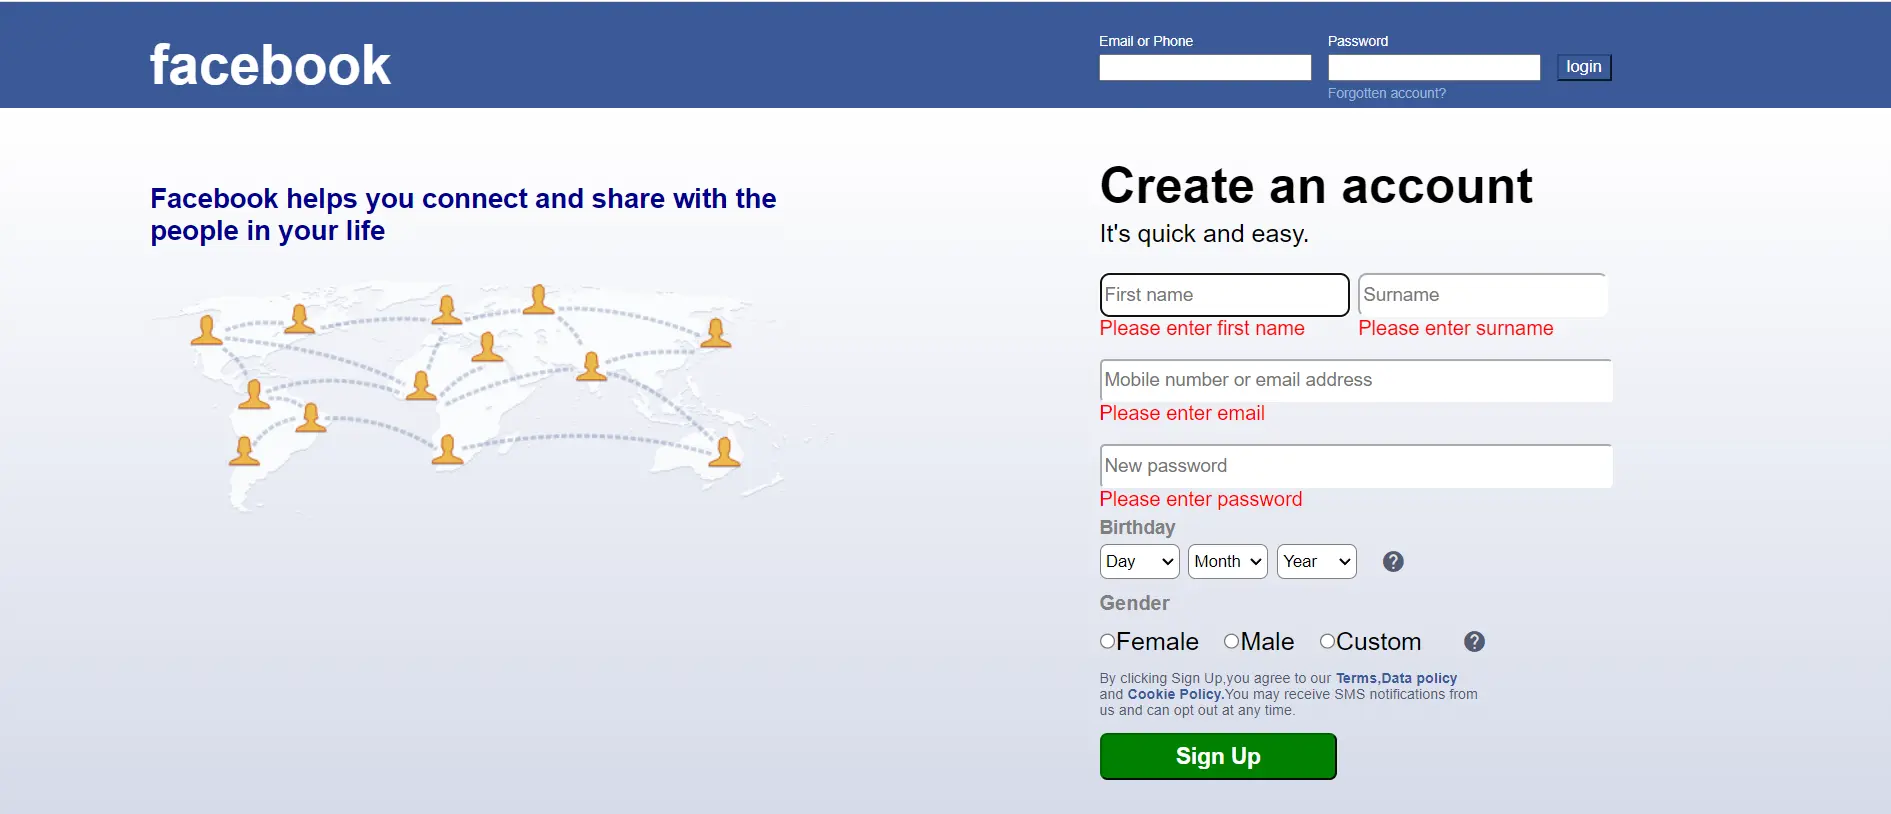 facebook
Email or Phone
Password
login
Forgotten account?
Facebook helps you connect and share with the
people in your life
Create an account
It's quick and easy.
First name
Surname
Please enter first name
Please enter surname
Mobile number or email address
Please enter email
New password
Please enter password
Birthday
Day
Month
Year
?
Gender
Female
Male
Custom
?
By clicking Sign Up,you agree to our Terms,Data policy
and Cookie Policy.You may receive SMS notifications from
us and can opt out at any time.
Sign Up